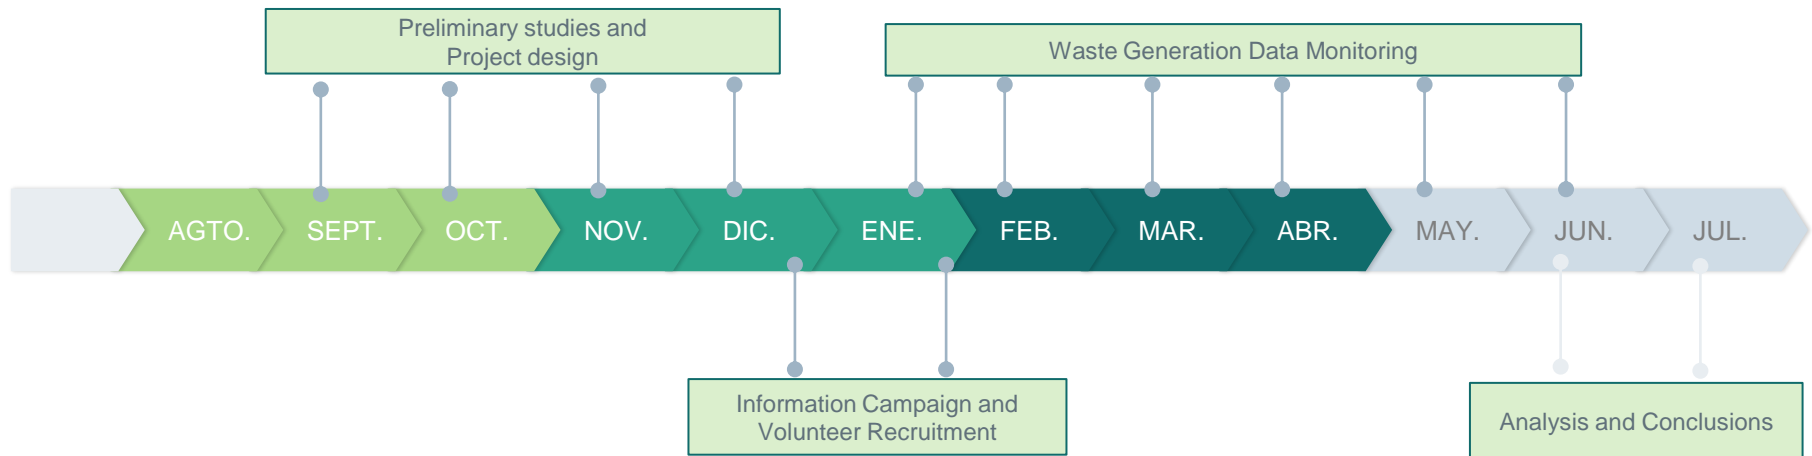 Preliminary studies and
Project design
Waste Generation Data Monitoring
AGTO.
SEPT.
OCT.
NOV.
DIC.
ENE.
FEB.
MAR.
ABR.
MAY.
JUN.
JUL.
Information Campaign and
Volunteer Recruitment
Analysis and Conclusions